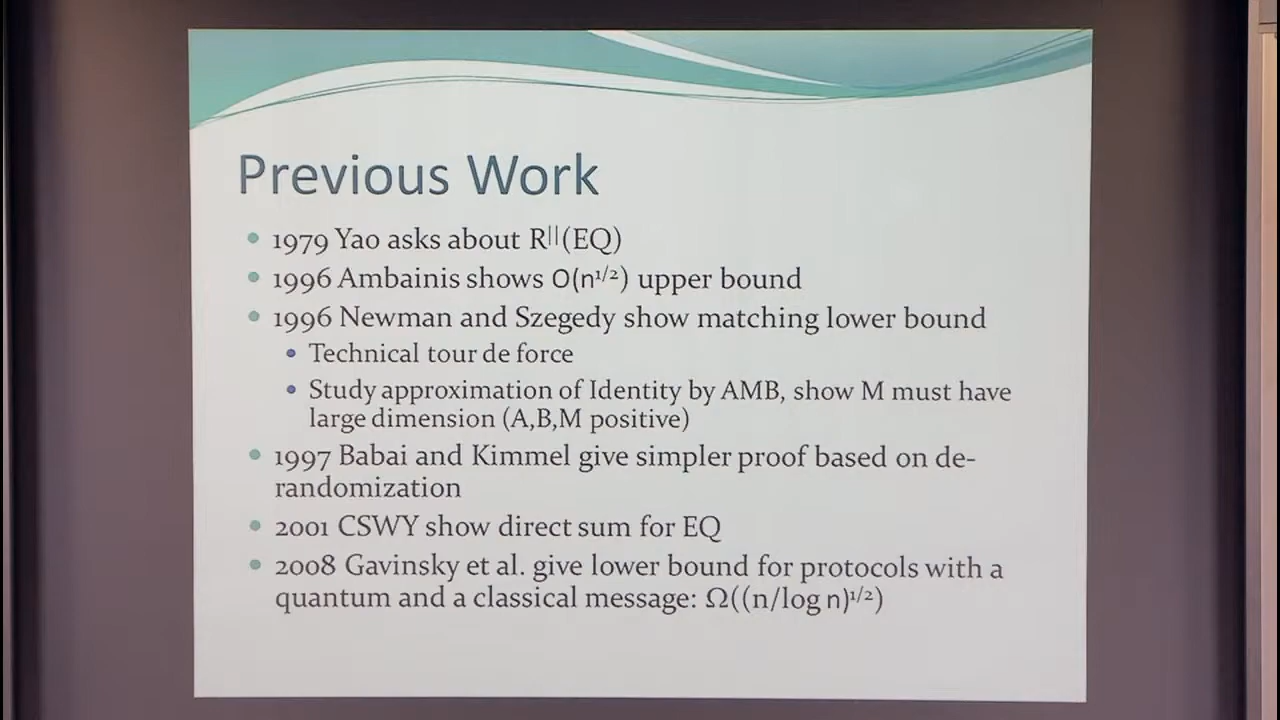 Previous Work
1979 Yao asks about R||(EQ)
1996 Ambainis shows O(n^1/2) upper bound
1996 Newman and Szegedy show matching lower bound
Technical tour de force
Study approximation of Identity by AMB, show M must have
large dimension (A,B,M positive)
1997 Babai and Kimmel give simpler proof based on de-
randomization
2001 CSWY show direct sum for EQ
2008 Gavinsky et al. give lower bound for protocols with a
quantum and a classical message: Ω((n/log n)^1/2)